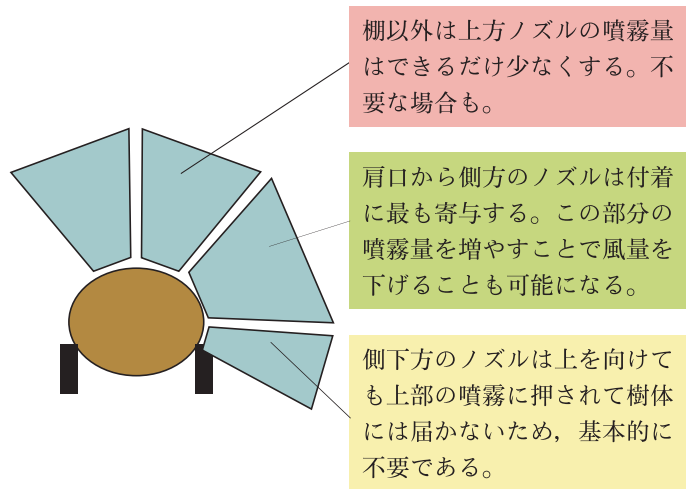 棚以外は上方ノズルの噴霧量
はできるだけ少なくする。不
要な場合も。
肩口から側方のノズルは付着
に最も寄与する。この部分の
噴霧量を増やすことで風量を
下げることも可能になる。
側下方のノズルは上を向けて
も上部の噴霧に押されて樹体
には届かないため，基本的に
不要である。